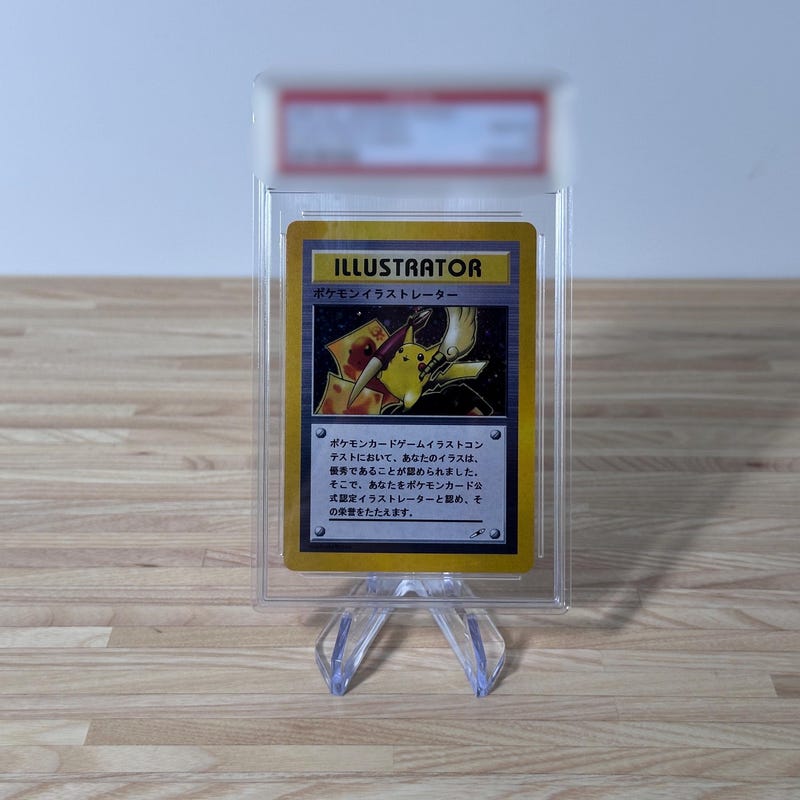 ILLUSTRATOR
ポケモンイラストレーター
ポケモンカードゲームイラストコン
テストにおいて、あなたのイラスは、
優秀であることが認められました。
そこで、あなたをポケモンカード公
式認定イラストレーターと認め、そ
の栄誉をたたえます。